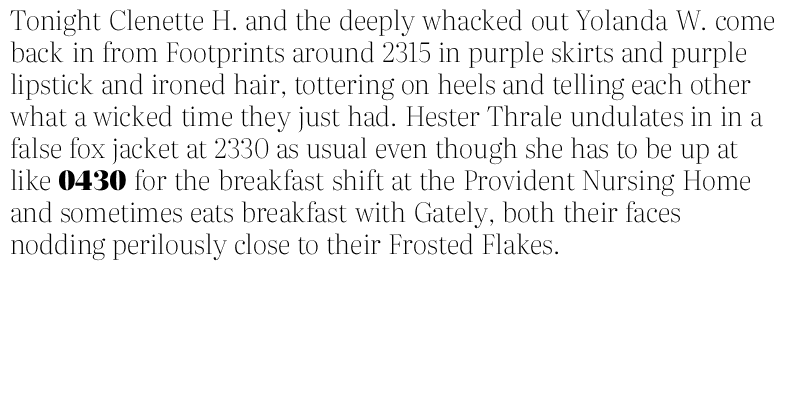 Tonight Clenette H. and the deeply whacked out Yolanda W. come
back in from Footprints around 2315 in purple skirts and purple
lipstick and ironed hair, tottering on heels and telling each other
what a wicked time they just had. Hester Thrale undulates in in a
false fox jacket at 2330 as usual even though she has to be up at
like 0430 for the breakfast shift at the Provident Nursing Home
and sometimes eats breakfast with Gately, both their faces
nodding perilously close to their Frosted Flakes.